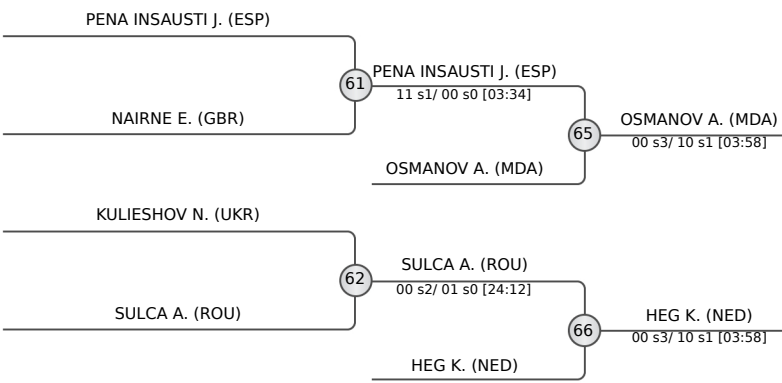 PENA INSAUSTI J. (ESP)
61
PENA INSAUSTI J. (ESP)
11 s1/ 00 s0 [03:34]
NAIRNE E. (GBR)
65
OSMANOV A. (MDA)
00 s3/ 10 s1 [03:58]
OSMANOV A. (MDA)
KULIESHOV N. (UKR)
62
SULCA A. (ROU)
00 s2/ 01 s0 [24:12]
SULCA A. (ROU)
66
HEG K. (NED)
00 s3/ 10 s1 [03:58]
HEG K. (NED)